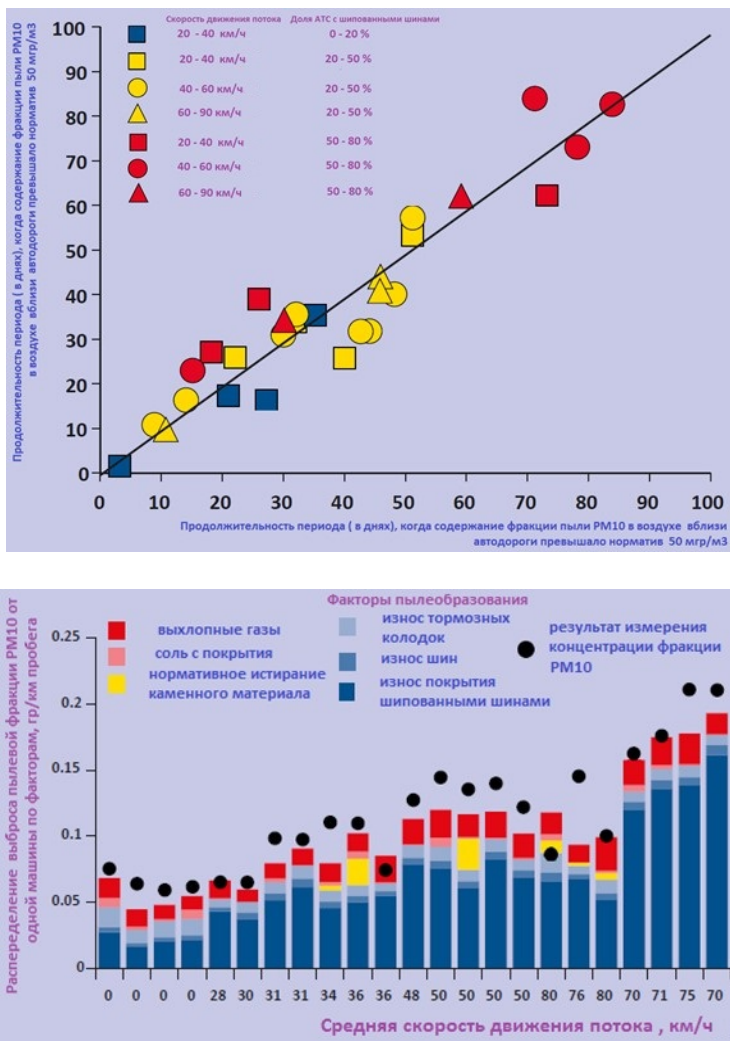 Продолжительность периода ( в днях), когда содержание фракции пыли PM10
в воздухе вблизи автодороги превышало норматив 50 мгр/м3
Скорость движения потока Доля АТС с шипованными шинами
20 - 40 км/ч 0 - 20 %
20 - 40 км/ч 20 - 50 %
40 - 60 км/ч 20 - 50 %
60 - 90 км/ч 20 - 50 %
20 - 40 км/ч 50 - 80 %
40 - 60 км/ч 50 - 80 %
60 - 90 км/ч 50 - 80 %
100
90
80
70
60
50
40
30
20
10
0
0 10 20 30 40 50 60 70 80 90 100
Продолжительность периода ( в днях), когда содержание фракции пыли PM10 в воздухе вблизи
автодороги превышало норматив 50 мгр/м3
Распеределение выброса пылевой фракции PM10 от
одной машины по факторам, гр/км пробега
Факторы пылеобразования
выхлопные газы
соль с покрытия
нормативное истирание
каменного материала
износ тормозных
колодок
износ шин
износ покрытия
шипованными шинами
результат измерения
концентрации фракции
PM10
0.25
0.2
0.15
0.1
0.05
0
0 0 0 0 28 30 31 31 34 36 36 48 50 50 50 50 80 76 80 70 71 75 70
Средняя скорость движения потока , км/ч